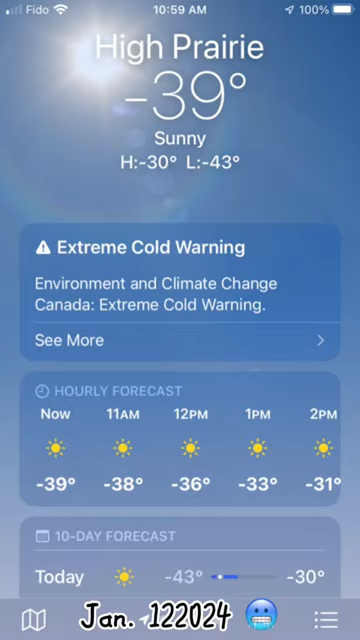 Fido 10:59 AM 100%
High Prairie
-39°
Sunny
H:-30° L:-43°
Extreme Cold Warning
Environment and Climate Change
Canada: Extreme Cold Warning.
See More
HOURLY FORECAST
Now 11AM 12PM 1PM 2PM
-39° -38° -36° -33° -31°
10-DAY FORECAST
Today -43° -30°
Jan. 122024